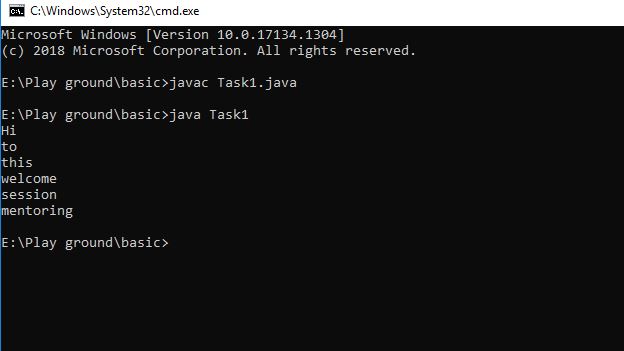 C:\Windows\System32\cmd.exe
Microsoft Windows [Version 10.0.17134.1304]
(c) 2018 Microsoft Corporation. All rights reserved.
E:\Play ground\basic>javac Task1.java
E:\Play ground\basic>java Task1
Hi
to
this
welcome
session
mentoring
E:\Play ground\basic>